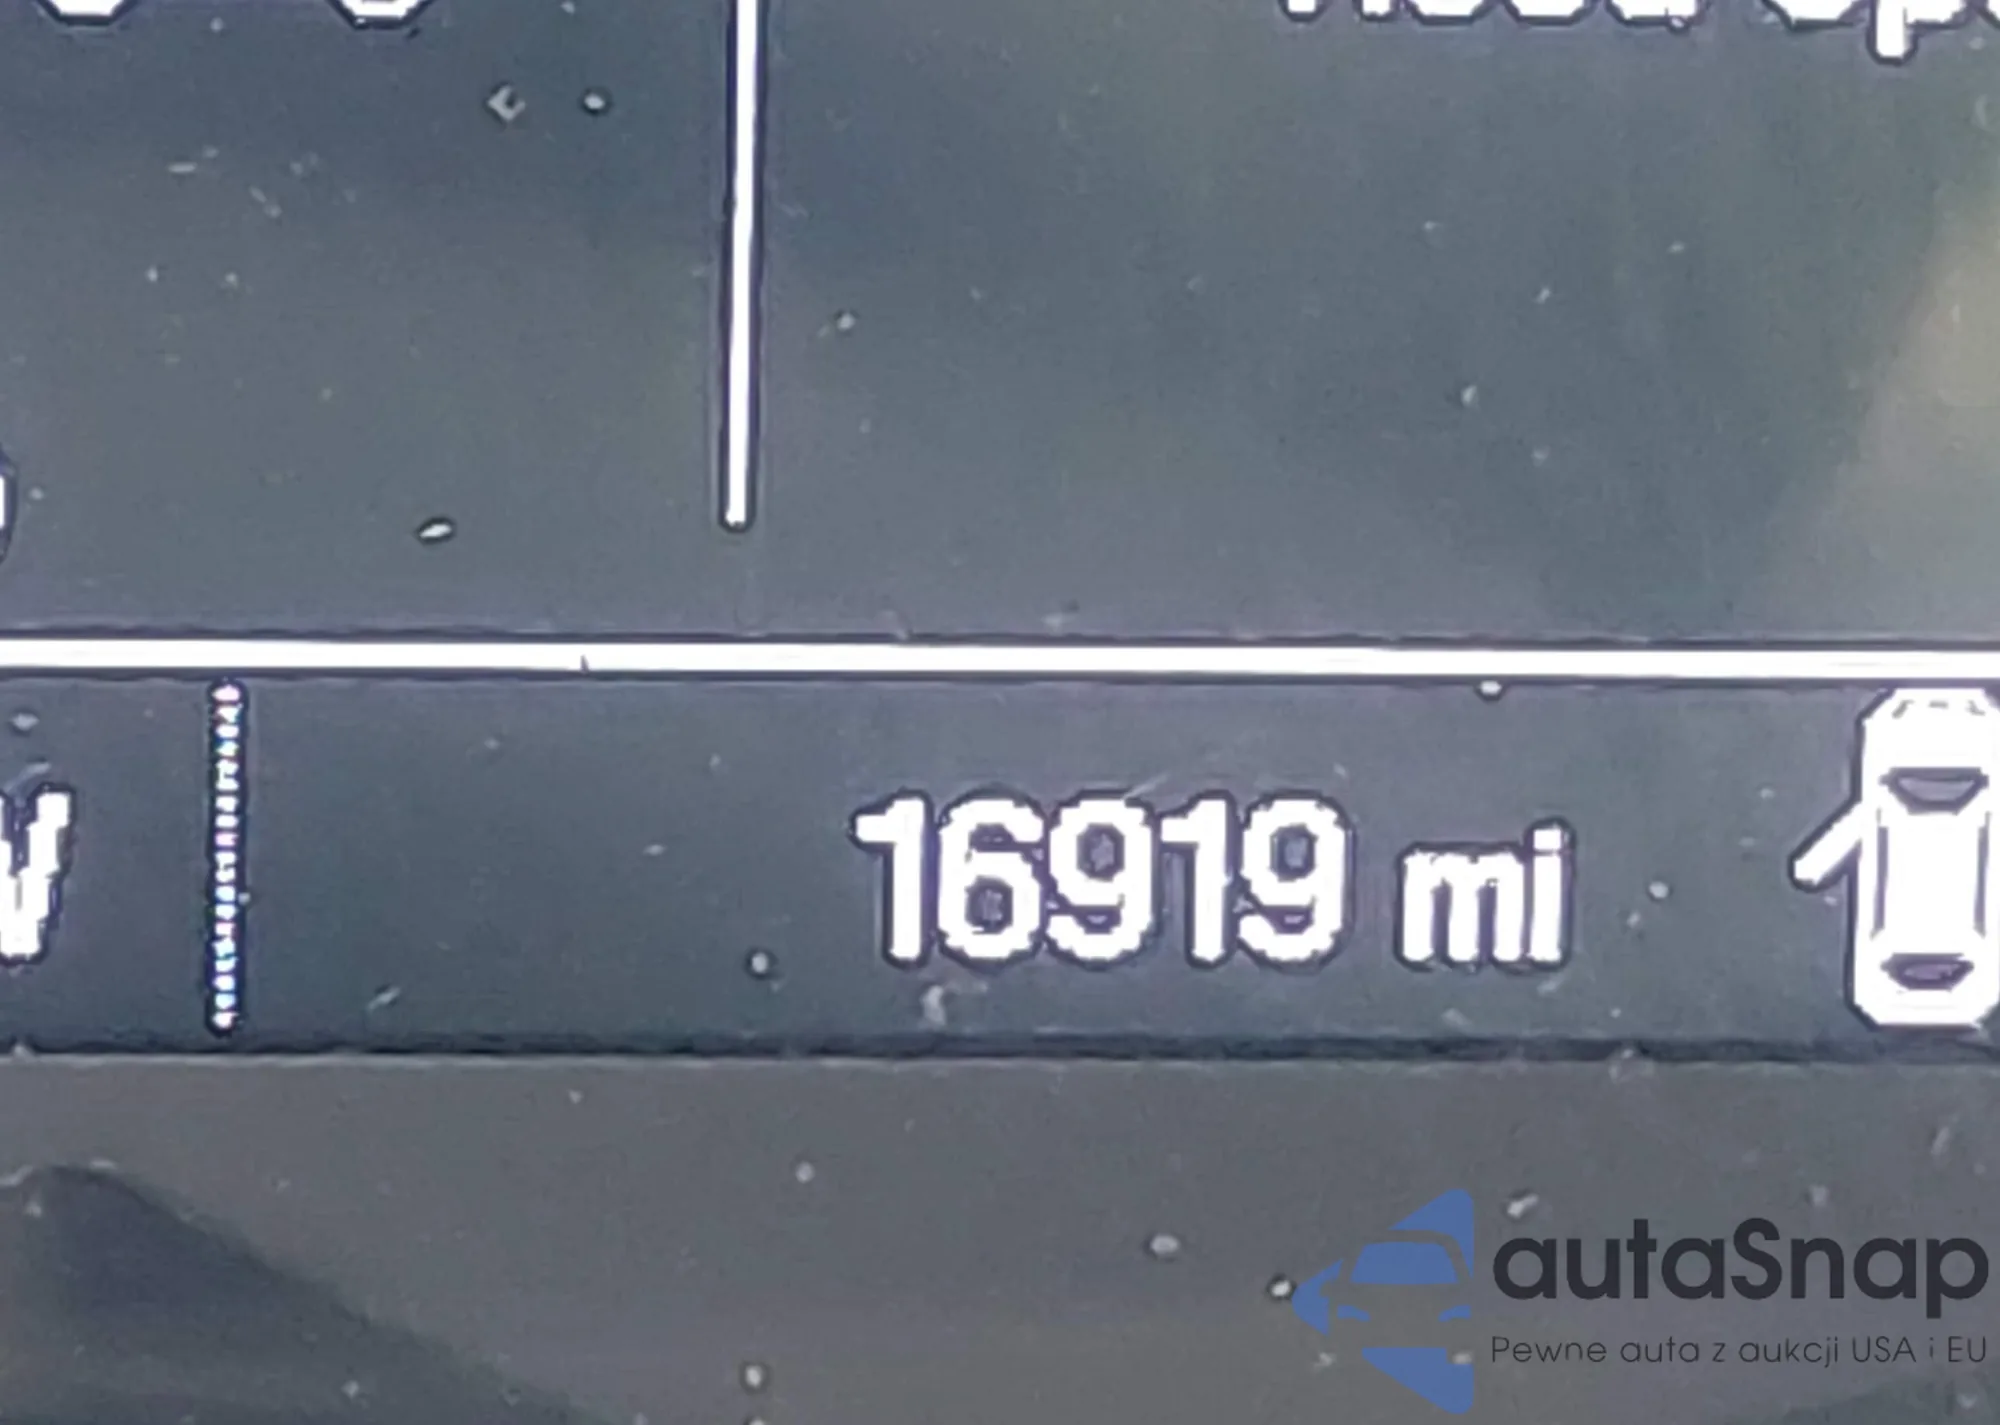 16919 mi
autaSnap
Pewne auta z aukcji USA i EU